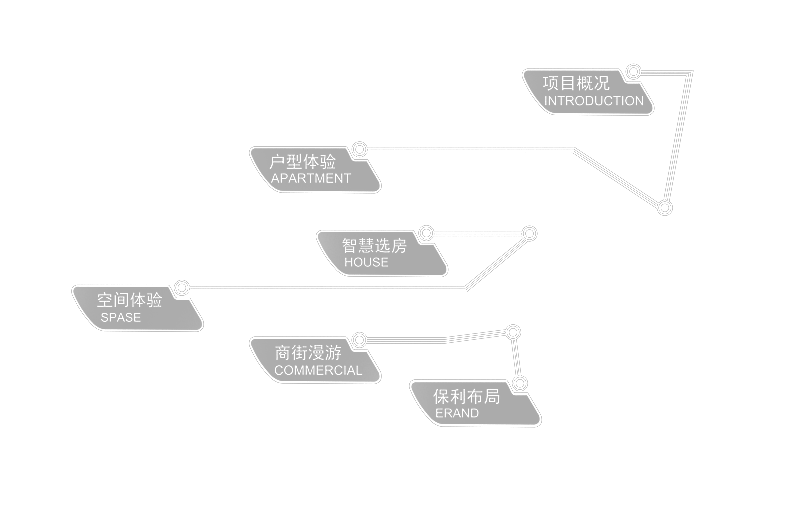 项目概况
INTRODUCTION
户型体验
APARTMENT
智慧选房
HOUSE
空间体验
SPASE
商街漫游
COMMERCIAL
保利布局
ERAND